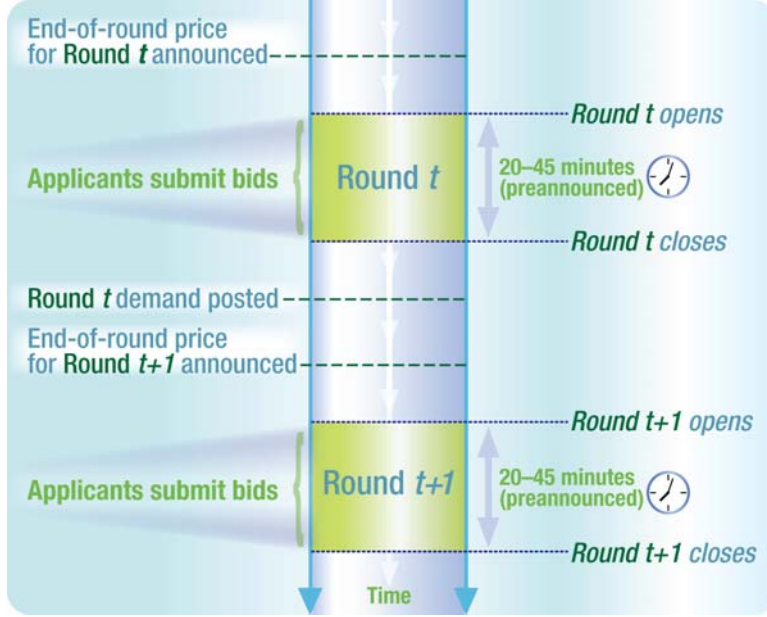 End-of-round price
for Round t announced
Round t opens
Applicants submit bids
Round t
20–45 minutes
(preannounced)
Round t closes
Round t demand posted
End-of-round price
for Round t+1 announced
Round t+1 opens
Applicants submit bids
Round t+1
20–45 minutes
(preannounced)
Round t+1 closes
Time